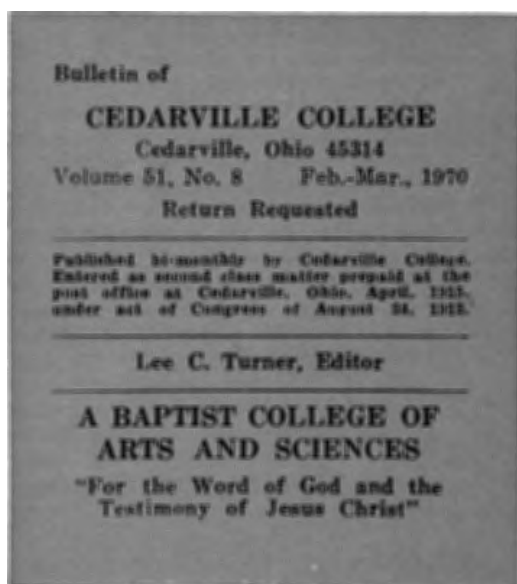 Bulletin of
CEDARVILLE COLLEGE
Cedarville, Ohio 45314
Volume 51, No. 8 Feb.-Mar., 1970
Return Requested
Published bi-monthly by Cedarville College.
Entered as second class matter prepaid at the
post office at Cedarville, Ohio, April, 1915,
under act of Congress of August 24, 1912.
Lee C. Turner, Editor
A BAPTIST COLLEGE OF
ARTS AND SCIENCES
"For the Word of God and the
Testimony of Jesus Christ"